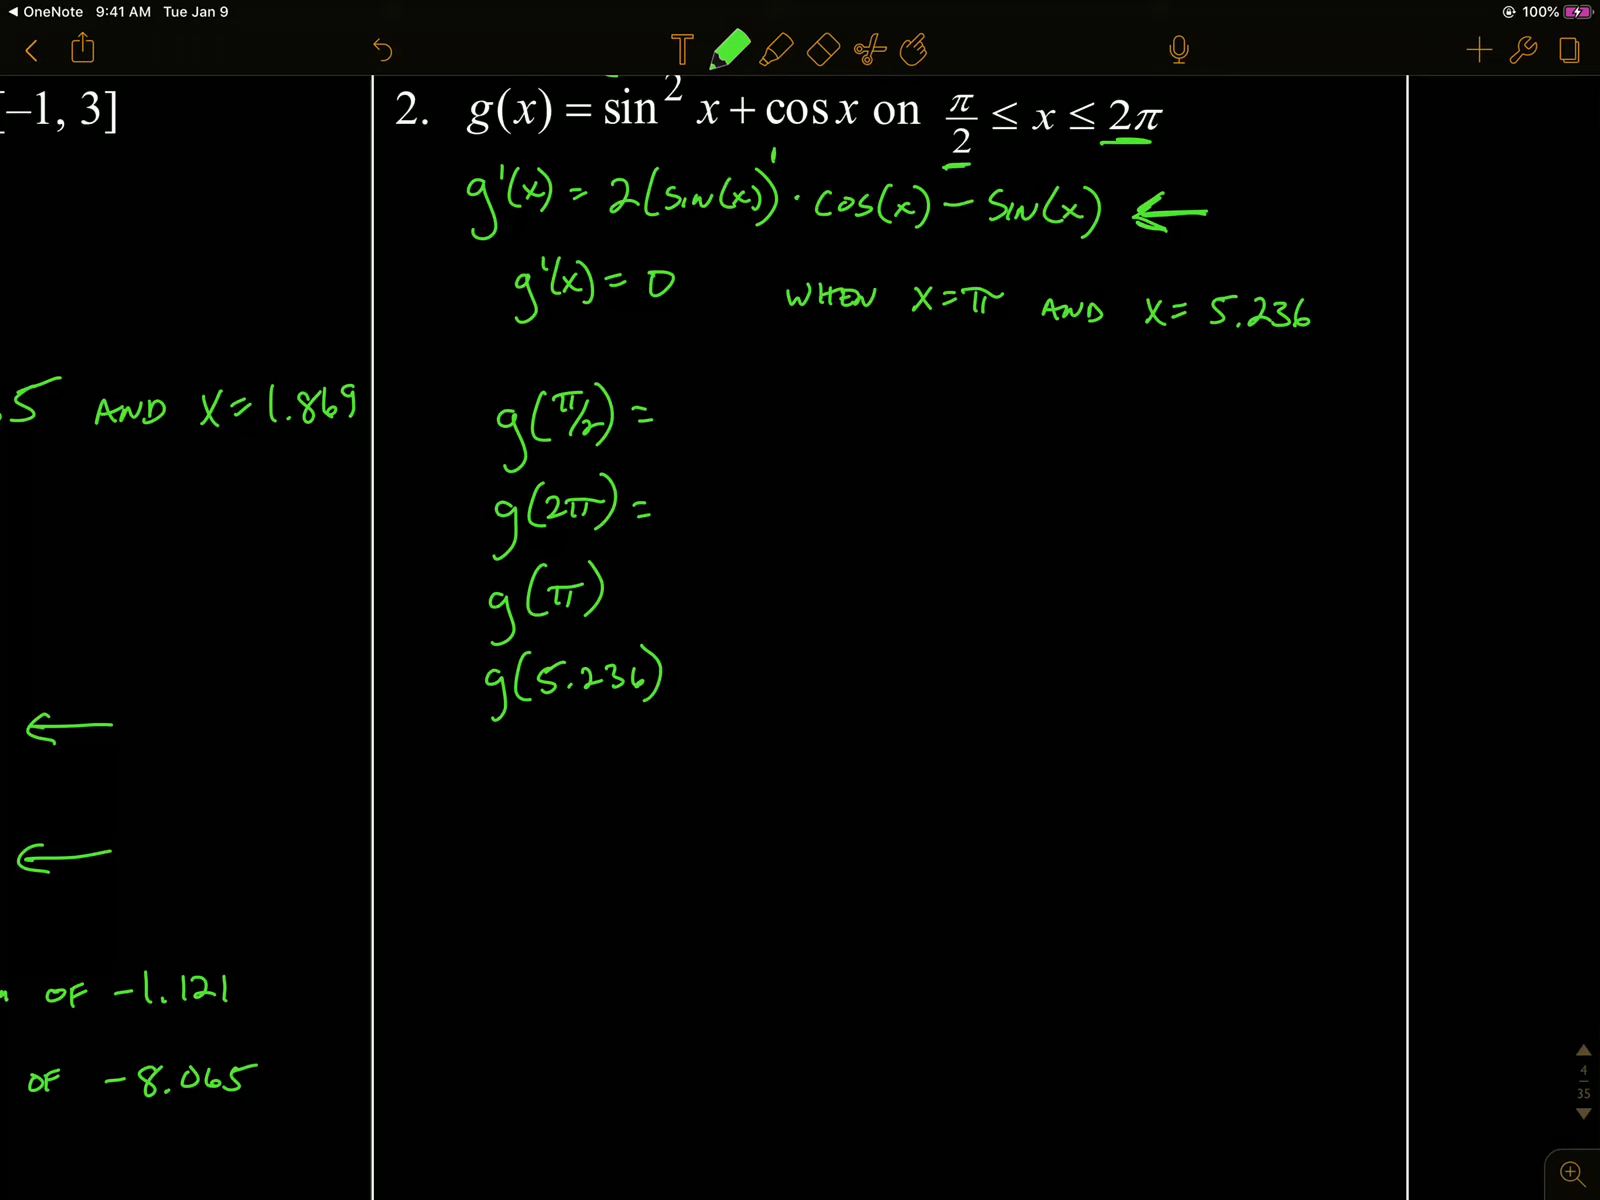 OneNote 9:41 AM Tue Jan 9 100%
T
[–1, 3]
2. g(x) = sin² x + cos x on π/2 ≤ x ≤ 2π
g'(x) = 2(sin(x))¹ · cos(x) – sin(x)
g'(x) = 0 WHEN x = π AND x = 5.236
.5 AND x = 1.869
g(π/2) =
g(2π) =
g(π)
g(5.236)
OF –1.121
OF –8.065
4
35